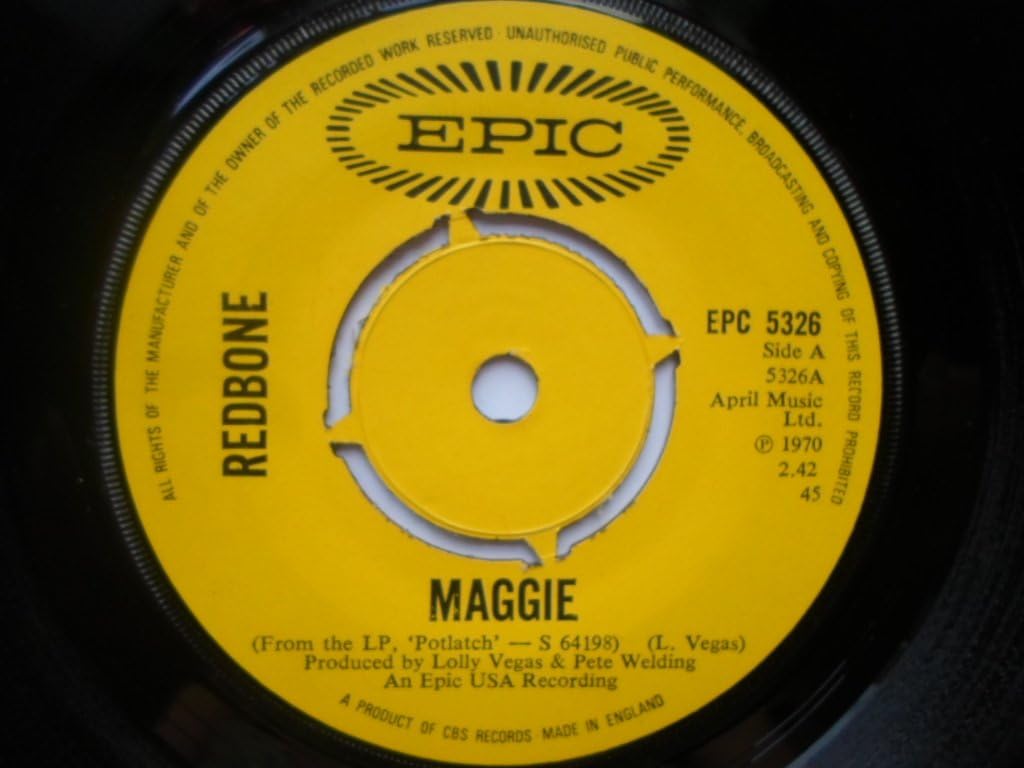 ALL RIGHTS OF THE MANUFACTURER AND OF THE OWNER OF THE RECORDED WORK RESERVED · UNAUTHORISED PUBLIC PERFORMANCE, BROADCASTING AND COPYING OF THIS RECORD PROHIBITED
EPIC
REDBONE
EPC 5326
Side A
5326A
April Music
Ltd.
℗ 1970
2.42
45
MAGGIE
(From the LP, ‘Potlatch’ — S 64198) (L. Vegas)
Produced by Lolly Vegas & Pete Welding
An Epic USA Recording
A PRODUCT OF CBS RECORDS · MADE IN ENGLAND